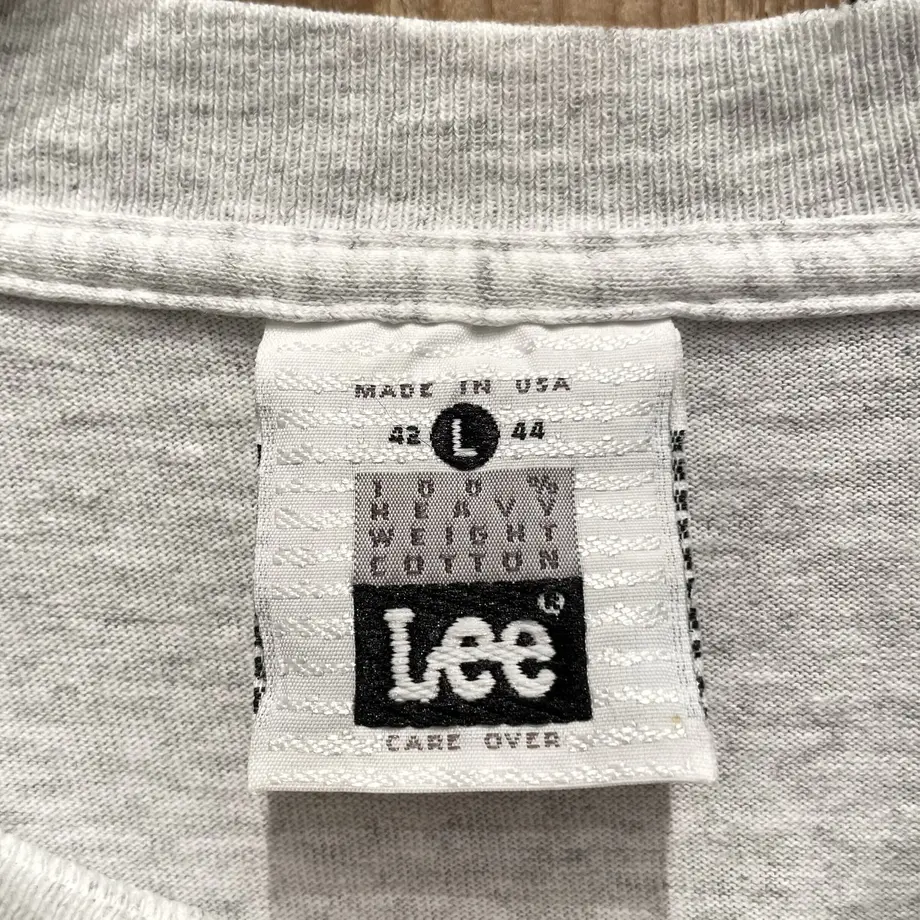 MADE IN USA
42 L 44
100%
HEAVY
WEIGHT
COTTON
Lee®
CARE OVER